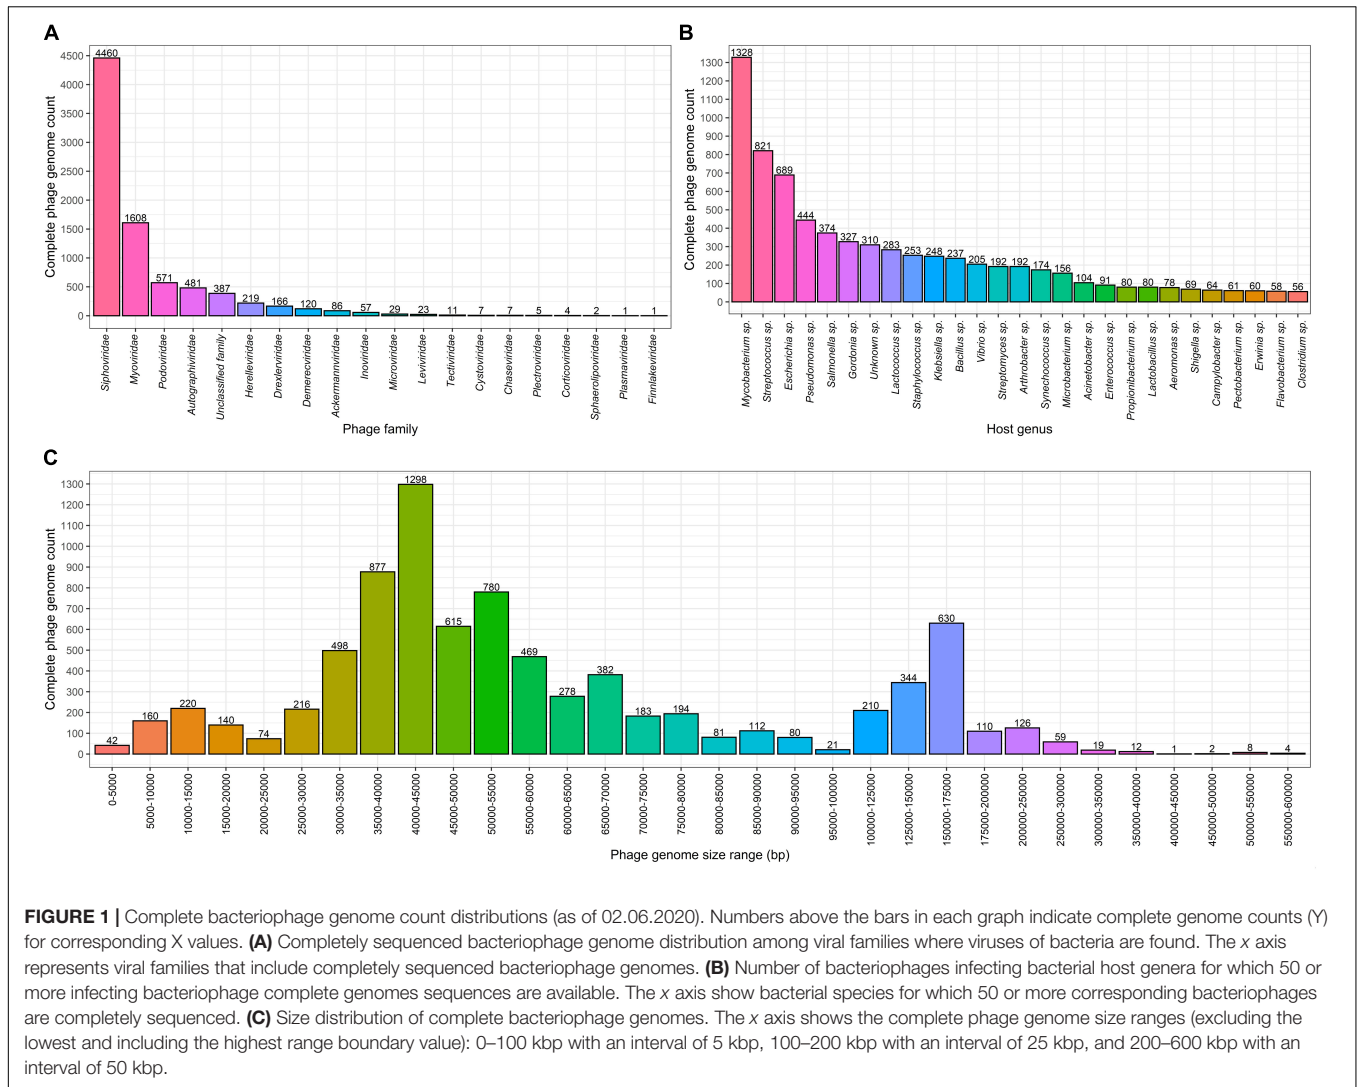 A
Complete phage genome count
4500
4000
3500
3000
2500
2000
1500
1000
500
0
4460
1608
571
481
387
219
166
120
86
57
29
23
11
7
7
5
4
2
1
1
Siphoviridae
Myoviridae
Podoviridae
Autographiviridae
Unclassified family
Herelleviridae
Drexlerviridae
Demerecviridae
Ackermannviridae
Inoviridae
Microviridae
Leviviridae
Tectiviridae
Cystoviridae
Chaseviridae
Plectroviridae
Corticoviridae
Sphaerolipoviridae
Plasmaviridae
Finnlakeviridae
Phage family
B
Complete phage genome count
1300
1200
1100
1000
900
800
700
600
500
400
300
200
100
0
1328
821
689
444
374
327
310
283
253
248
237
205
192
192
174
156
104
91
80
80
78
69
64
61
60
58
56
Mycobacterium sp.
Streptococcus sp.
Escherichia sp.
Pseudomonas sp.
Salmonella sp.
Gordonia sp.
Unknown sp.
Lactococcus sp.
Staphylococcus sp.
Klebsiella sp.
Bacillus sp.
Vibrio sp.
Streptomyces sp.
Arthrobacter sp.
Synechococcus sp.
Microbacterium sp.
Acinetobacter sp.
Enterococcus sp.
Propionibacterium sp.
Lactobacillus sp.
Aeromonas sp.
Shigella sp.
Campylobacter sp.
Pectobacterium sp.
Erwinia sp.
Flavobacterium sp.
Clostridium sp.
Host genus
C
Complete phage genome count
1300
1200
1100
1000
900
800
700
600
500
400
300
200
100
0
42
160
220
140
74
216
498
877
1298
615
780
469
278
382
183
194
81
112
80
21
210
344
630
110
126
59
19
12
1
2
8
4
0-5000
5000-10000
10000-15000
15000-20000
20000-25000
25000-30000
30000-35000
35000-40000
40000-45000
45000-50000
50000-55000
55000-60000
60000-65000
65000-70000
70000-75000
75000-80000
80000-85000
85000-90000
90000-95000
95000-100000
100000-125000
125000-150000
150000-175000
175000-200000
200000-250000
250000-300000
300000-350000
350000-400000
400000-450000
450000-500000
500000-550000
550000-600000
Phage genome size range (bp)
FIGURE 1 | Complete bacteriophage genome count distributions (as of 02.06.2020). Numbers above the bars in each graph indicate complete genome counts (Y)
for corresponding X values. (A) Completely sequenced bacteriophage genome distribution among viral families where viruses of bacteria are found. The x axis
represents viral families that include completely sequenced bacteriophage genomes. (B) Number of bacteriophages infecting bacterial host genera for which 50 or
more infecting bacteriophage complete genomes sequences are available. The x axis show bacterial species for which 50 or more corresponding bacteriophages
are completely sequenced. (C) Size distribution of complete bacteriophage genomes. The x axis shows the complete phage genome size ranges (excluding the
lowest and including the highest range boundary value): 0–100 kbp with an interval of 5 kbp, 100–200 kbp with an interval of 25 kbp, and 200–600 kbp with an
interval of 50 kbp.